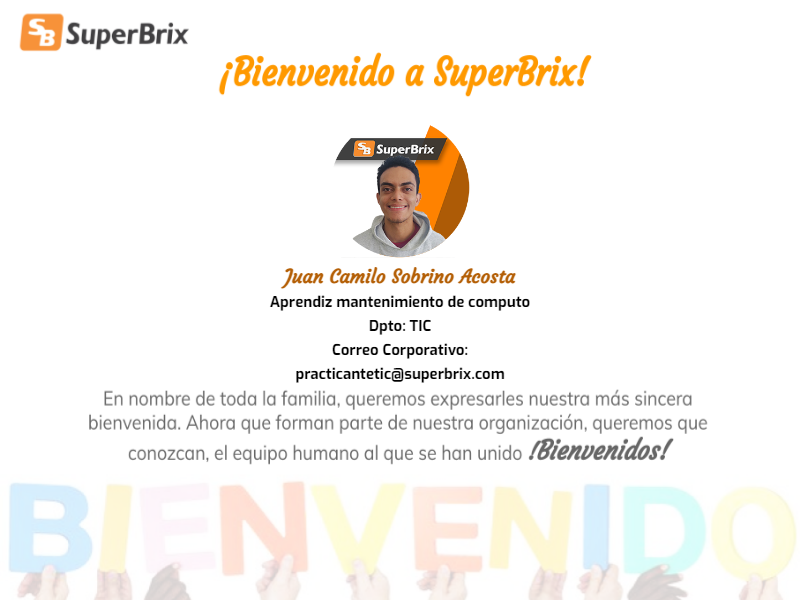 SB SuperBrix
¡Bienvenido a SuperBrix!
SB SuperBrix
Juan Camilo Sobrino Acosta
Aprendiz mantenimiento de computo
Dpto: TIC
Correo Corporativo:
practicantetic@superbrix.com
En nombre de toda la familia, queremos expresarles nuestra más sincera
bienvenida. Ahora que forman parte de nuestra organización, queremos que
conozcan, el equipo humano al que se han unido ¡Bienvenidos!
BIENVENIDO